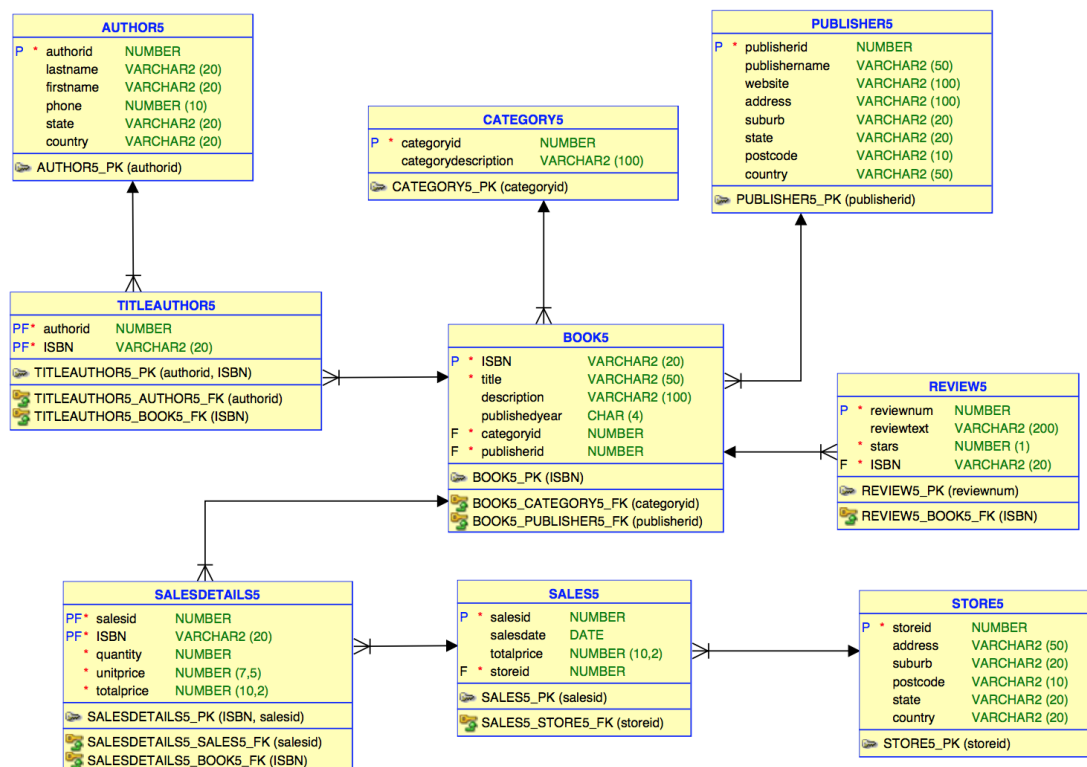 AUTHOR5
P * authorid NUMBER
lastname VARCHAR2 (20)
firstname VARCHAR2 (20)
phone NUMBER (10)
state VARCHAR2 (20)
country VARCHAR2 (20)
AUTHOR5_PK (authorid)
CATEGORY5
P * categoryid NUMBER
categorydescription VARCHAR2 (100)
CATEGORY5_PK (categoryid)
PUBLISHER5
P * publisherid NUMBER
publishername VARCHAR2 (50)
website VARCHAR2 (100)
address VARCHAR2 (100)
suburb VARCHAR2 (20)
state VARCHAR2 (20)
postcode VARCHAR2 (10)
country VARCHAR2 (50)
PUBLISHER5_PK (publisherid)
TITLEAUTHOR5
PF* authorid NUMBER
PF* ISBN VARCHAR2 (20)
TITLEAUTHOR5_PK (authorid, ISBN)
TITLEAUTHOR5_AUTHOR5_FK (authorid)
TITLEAUTHOR5_BOOK5_FK (ISBN)
BOOK5
P * ISBN VARCHAR2 (20)
* title VARCHAR2 (50)
description VARCHAR2 (100)
publishedyear CHAR (4)
F * categoryid NUMBER
F * publisherid NUMBER
BOOK5_PK (ISBN)
BOOK5_CATEGORY5_FK (categoryid)
BOOK5_PUBLISHER5_FK (publisherid)
REVIEW5
P * reviewnum NUMBER
reviewtext VARCHAR2 (200)
* stars NUMBER (1)
F * ISBN VARCHAR2 (20)
REVIEW5_PK (reviewnum)
REVIEW5_BOOK5_FK (ISBN)
SALESDETAILS5
PF* salesid NUMBER
PF* ISBN VARCHAR2 (20)
* quantity NUMBER
* unitprice NUMBER (7,5)
* totalprice NUMBER (10,2)
SALESDETAILS5_PK (ISBN, salesid)
SALESDETAILS5_SALES5_FK (salesid)
SALESDETAILS5_BOOK5_FK (ISBN)
SALES5
P * salesid NUMBER
salesdate DATE
totalprice NUMBER (10,2)
F * storeid NUMBER
SALES5_PK (salesid)
SALES5_STORE5_FK (storeid)
STORE5
P * storeid NUMBER
address VARCHAR2 (50)
suburb VARCHAR2 (20)
postcode VARCHAR2 (10)
state VARCHAR2 (20)
country VARCHAR2 (20)
STORE5_PK (storeid)